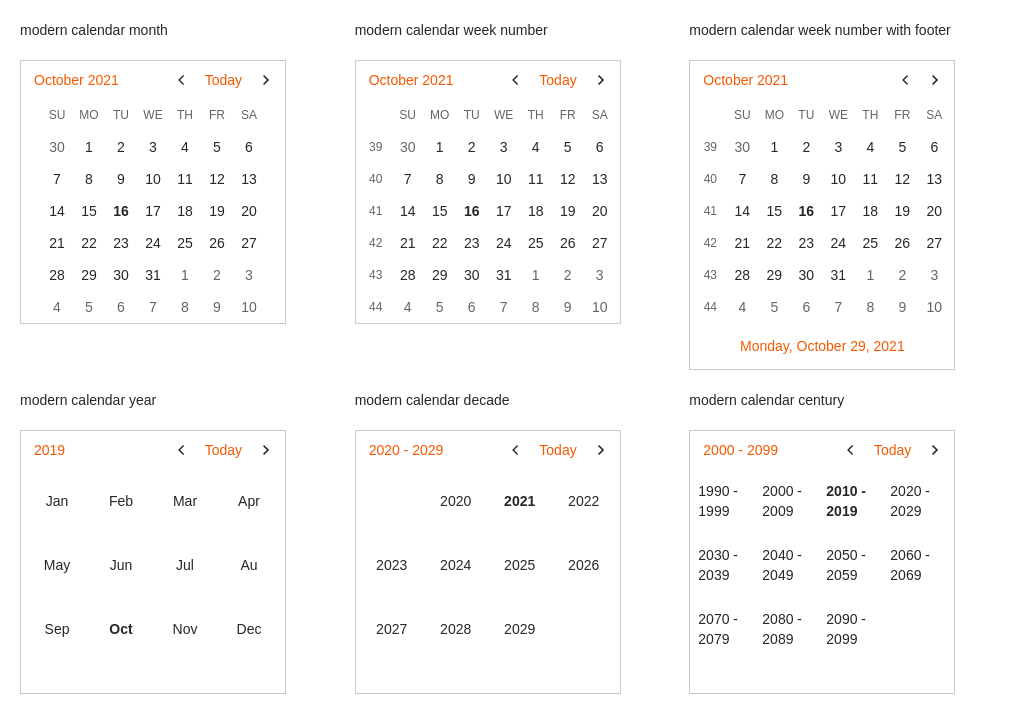 modern calendar month
October 2021 Today
SU MO TU WE TH FR SA
30 1 2 3 4 5 6
7 8 9 10 11 12 13
14 15 16 17 18 19 20
21 22 23 24 25 26 27
28 29 30 31 1 2 3
4 5 6 7 8 9 10
modern calendar week number
October 2021 Today
SU MO TU WE TH FR SA
39 30 1 2 3 4 5 6
40 7 8 9 10 11 12 13
41 14 15 16 17 18 19 20
42 21 22 23 24 25 26 27
43 28 29 30 31 1 2 3
44 4 5 6 7 8 9 10
modern calendar week number with footer
October 2021
SU MO TU WE TH FR SA
39 30 1 2 3 4 5 6
40 7 8 9 10 11 12 13
41 14 15 16 17 18 19 20
42 21 22 23 24 25 26 27
43 28 29 30 31 1 2 3
44 4 5 6 7 8 9 10
Monday, October 29, 2021
modern calendar year
2019 Today
Jan Feb Mar Apr
May Jun Jul Au
Sep Oct Nov Dec
modern calendar decade
2020 - 2029 Today
2020 2021 2022
2023 2024 2025 2026
2027 2028 2029
modern calendar century
2000 - 2099 Today
1990 - 2000 - 2010 - 2020 -
1999 2009 2019 2029
2030 - 2040 - 2050 - 2060 -
2039 2049 2059 2069
2070 - 2080 - 2090 -
2079 2089 2099